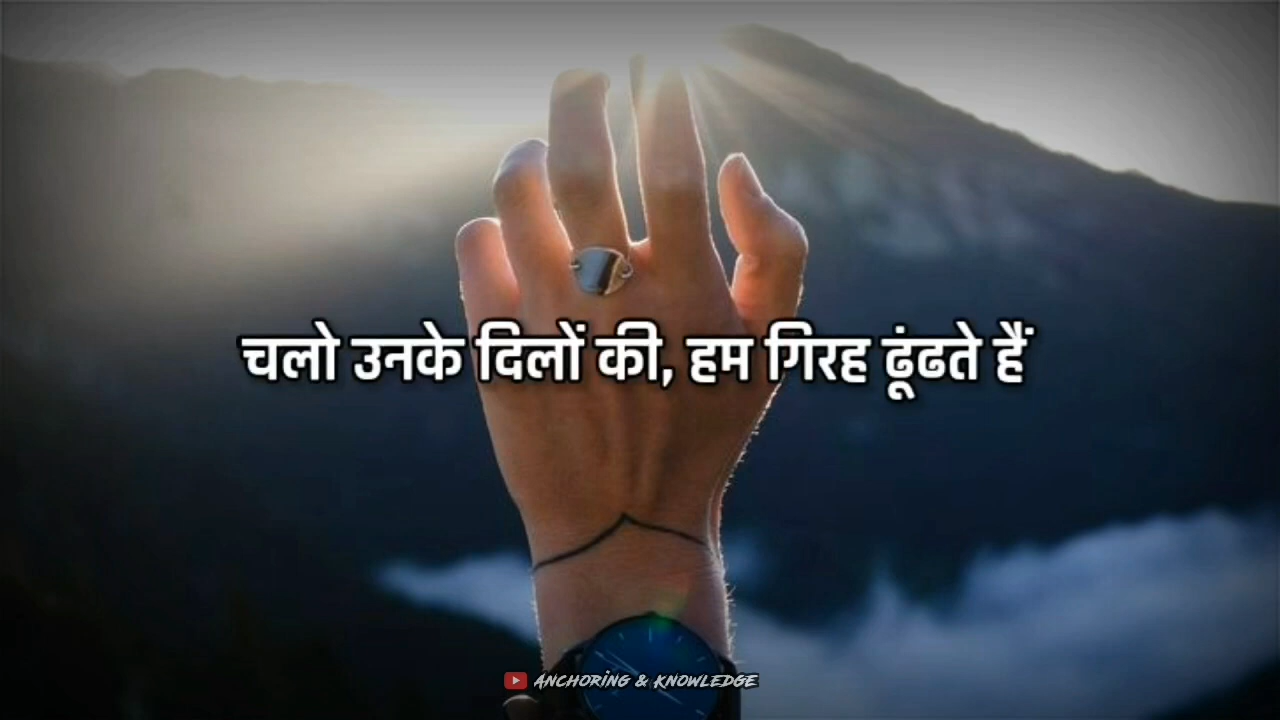 चलो उनके दिलों की, हम गिरह ढूंढते हैं
ANCHORING & KNOWLEDGE